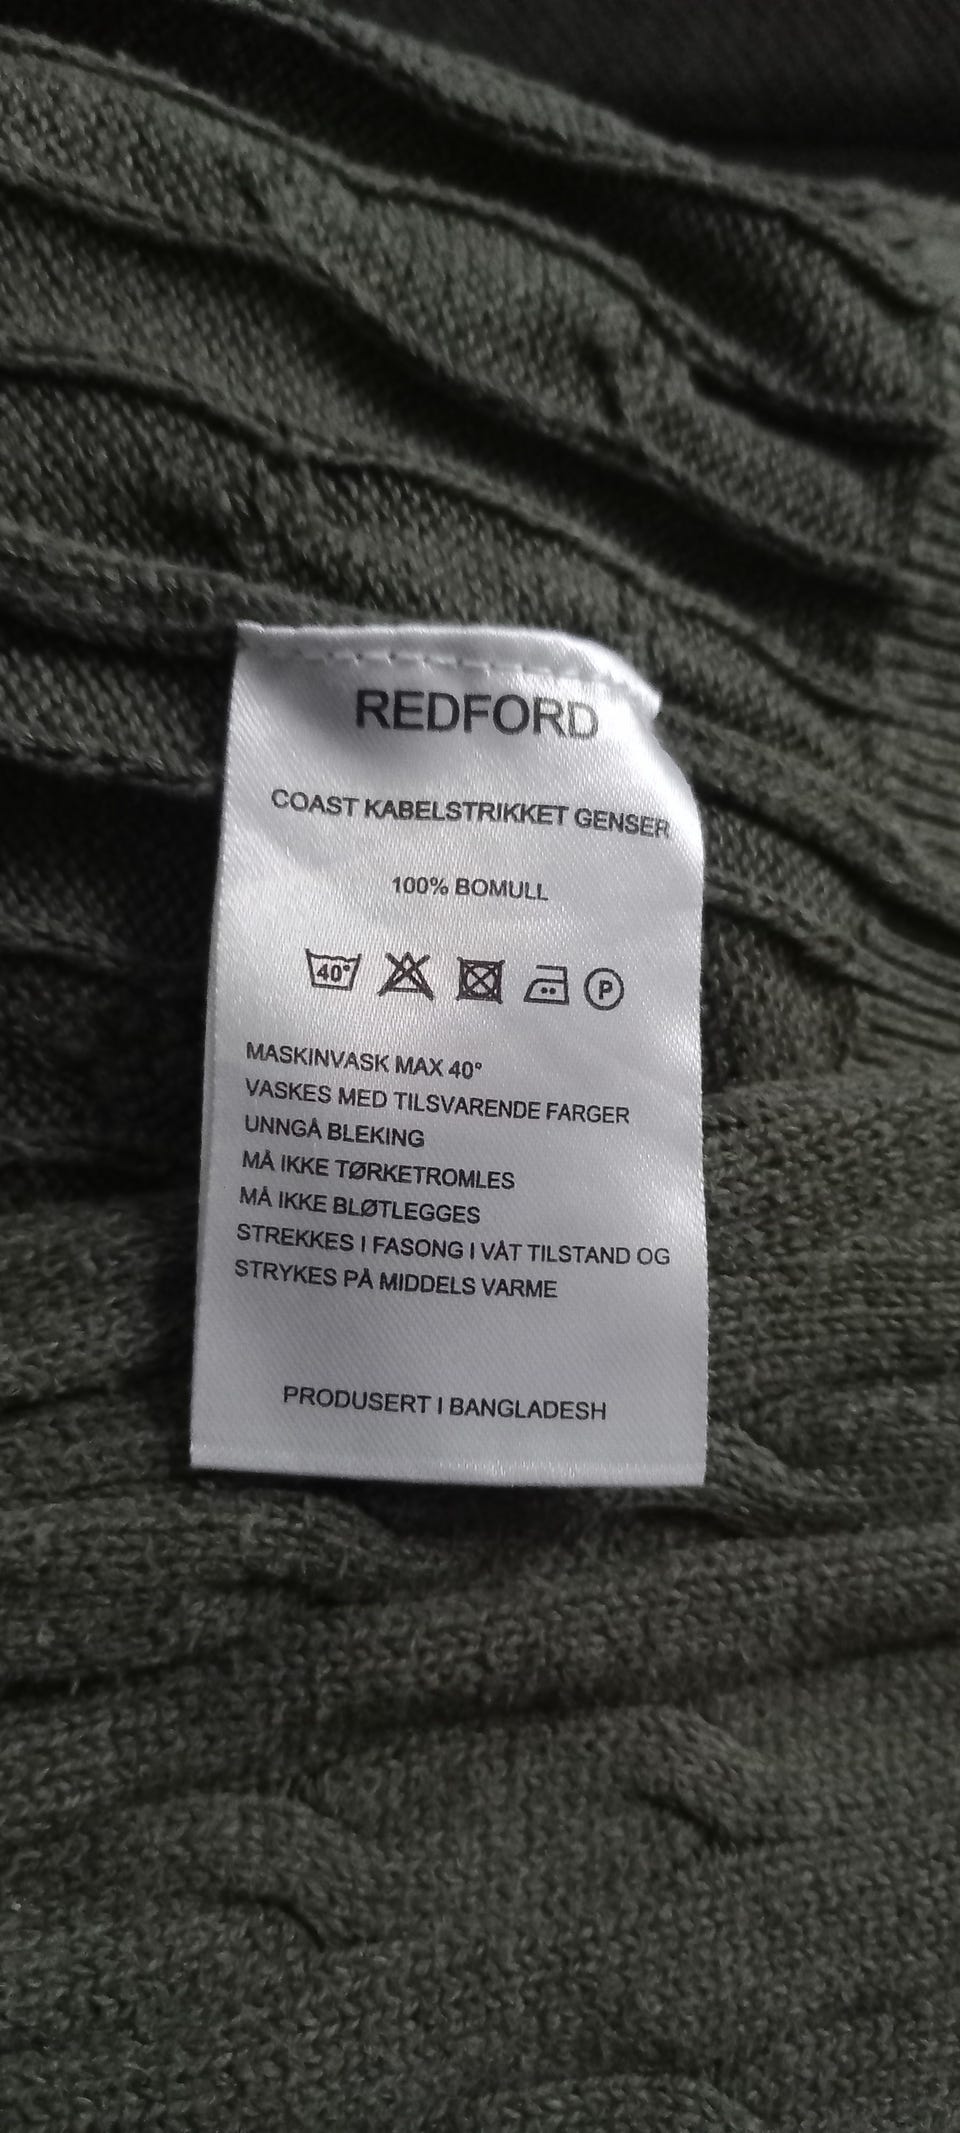 REDFORD
COAST KABELSTRIKKET GENSER
100% BOMULL
40° P
MASKINVASK MAX 40°
VASKES MED TILSVARENDE FARGER
UNNGÅ BLEKING
MÅ IKKE TØRKETROMLES
MÅ IKKE BLØTLEGGES
STREKKES I FASONG I VÅT TILSTAND OG
STRYKES PÅ MIDDELS VARME
PRODUSERT I BANGLADESH